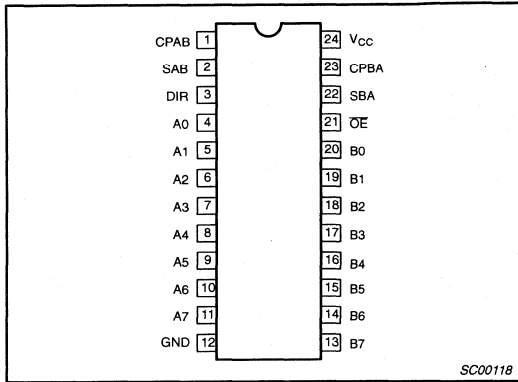 CPAB 1 24 VCC
SAB 2 23 CPBA
DIR 3 22 SBA
A0 4 21 O̅E̅
A1 5 20 B0
A2 6 19 B1
A3 7 18 B2
A4 8 17 B3
A5 9 16 B4
A6 10 15 B5
A7 11 14 B6
GND 12 13 B7
SC00118